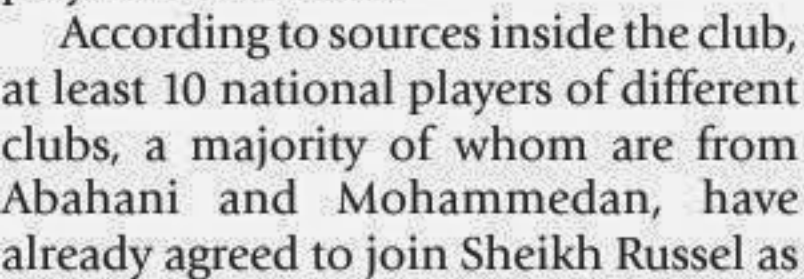 According to sources inside the club,
at least 10 national players of different
clubs, a majority of whom are from
Abahani and Mohammedan, have
already agreed to join Sheikh Russel as